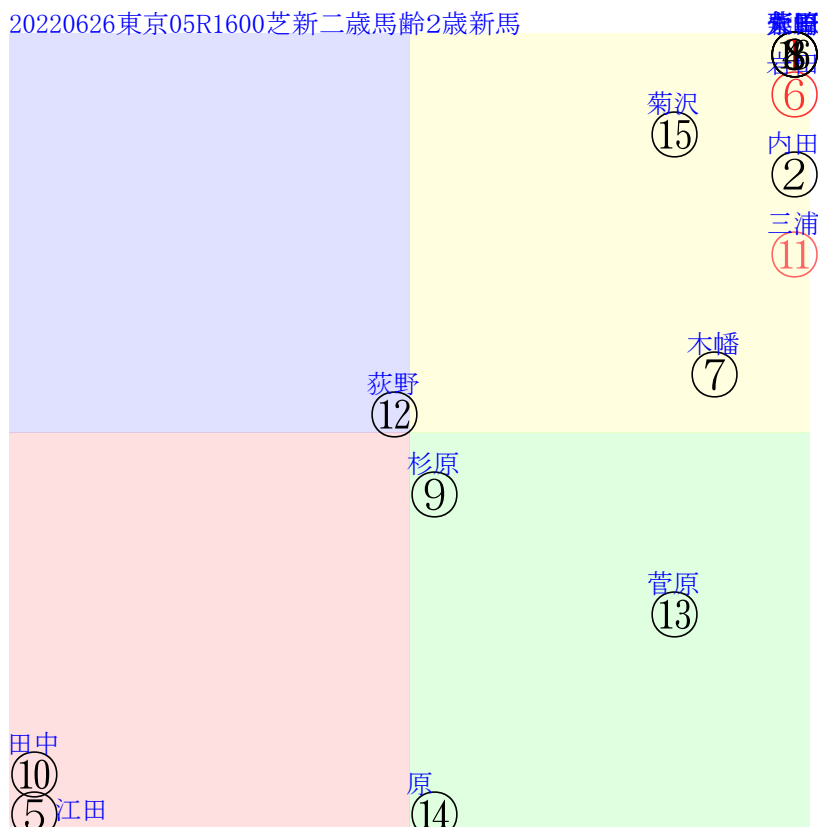 20220626東京05R1600芝新二歳馬齢2歳新馬
岩田
⑥
菊沢
⑮
内田
②
三浦
⑪
木幡
⑦
荻野
⑫
杉原
⑨
菅原
⑬
田中
⑩
原
⑤江田
⑭